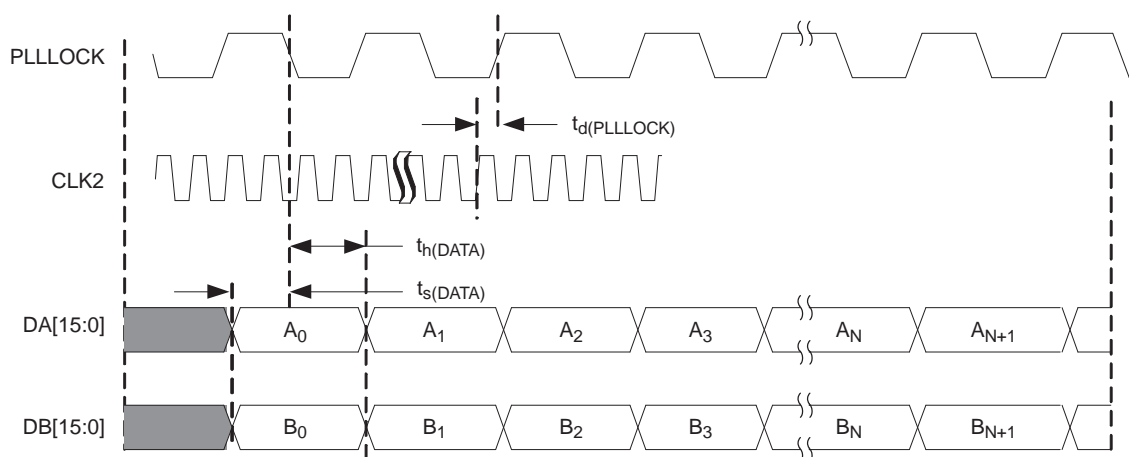 PLLLOCK
td(PLLLOCK)
CLK2
th(DATA)
ts(DATA)
DA[15:0]
A0
A1
A2
A3
AN
AN+1
DB[15:0]
B0
B1
B2
B3
BN
BN+1